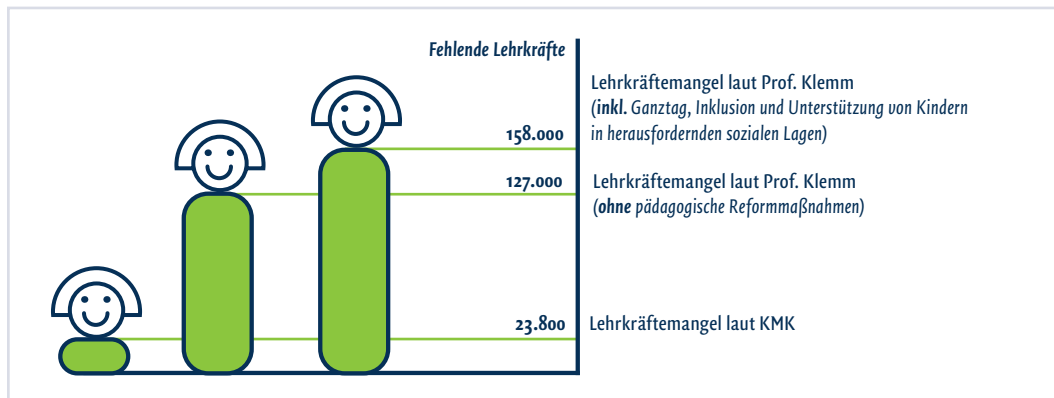 Fehlende Lehrkräfte
158.000
Lehrkräftemangel laut Prof. Klemm
(inkl. Ganztag, Inklusion und Unterstützung von Kindern
in herausfordernden sozialen Lagen)
127.000
Lehrkräftemangel laut Prof. Klemm
(ohne pädagogische Reformmaßnahmen)
23.800
Lehrkräftemangel laut KMK